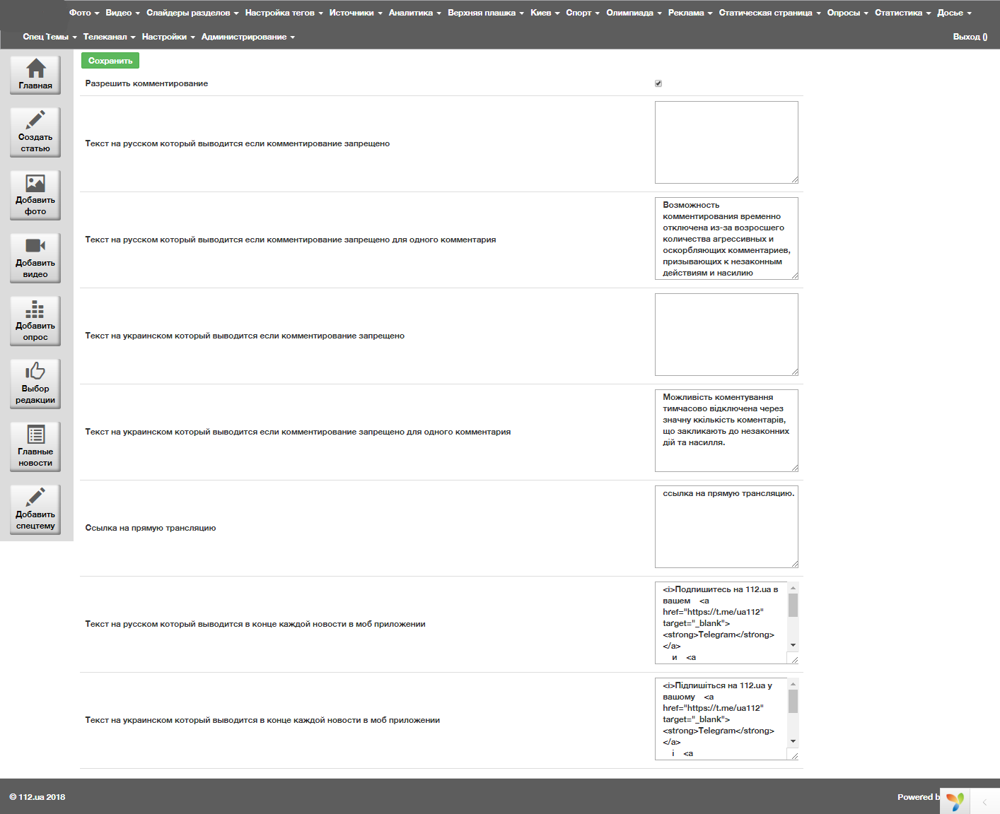 Фото Видео Слайдеры разделов Настройка тегов Источники Аналитика Верхняя плашка Киев Спорт Олимпиада Реклама Статическая страница Опросы Статистика Досье
Спец Темы Телеканал Настройки Администрирование Выход ()
Главная
Создать
статью
Добавить
фото
Добавить
видео
Добавить
опрос
Выбор
редакции
Главные
новости
Добавить
спецтему
Сохранить
Разрешить комментирование
Текст на русском который выводится если комментирование запрещено
Текст на русском который выводится если комментирование запрещено для одного комментария
Возможность
комментирования временно
отключена из-за возросшего
количества агрессивных и
оскорбляющих комментариев,
призывающих к незаконным
действиям и насилию
Текст на украинском который выводится если комментирование запрещено
Текст на украинском который выводится если комментирование запрещено для одного комментария
Можливість коментування
тимчасово відключена через
значну ккількість коментарів,
що закликають до незаконних
дій та насилля.
Ссылка на прямую трансляцию
ссылка на прямую трансляцию.
Текст на русском который выводится в конце каждой новости в моб приложении
<i>Подпишитесь на 112.ua в
вашем <a
href="https://t.me/ua112"
target="_blank">
<strong>Telegram</strong>
</a>
и <a
Текст на украинском который выводится в конце каждой новости в моб приложении
<i>Підпишіться на 112.ua у
вашому <a
href="https://t.me/ua112"
target="_blank">
<strong>Telegram</strong>
</a>
і <a
© 112.ua 2018 Powered b